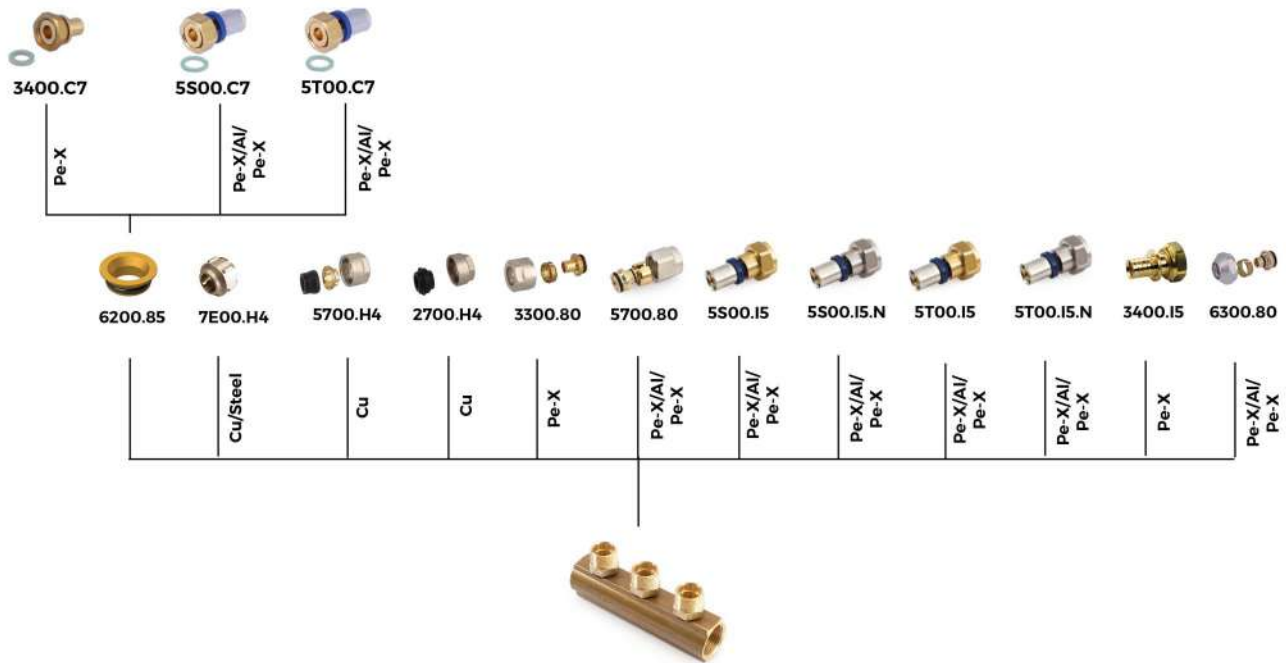 3400.C7
5S00.C7
5T00.C7
Pe-X
Pe-X/Al/
Pe-X
Pe-X/Al/
Pe-X
6200.85
7E00.H4
5700.H4
2700.H4
3300.80
5700.80
5S00.I5
5S00.I5.N
5T00.I5
5T00.I5.N
3400.I5
6300.80
Cu/Steel
Cu
Cu
Pe-X
Pe-X/Al/
Pe-X
Pe-X/Al/
Pe-X
Pe-X/Al/
Pe-X
Pe-X/Al/
Pe-X
Pe-X/Al/
Pe-X
Pe-X
Pe-X/Al/
Pe-X